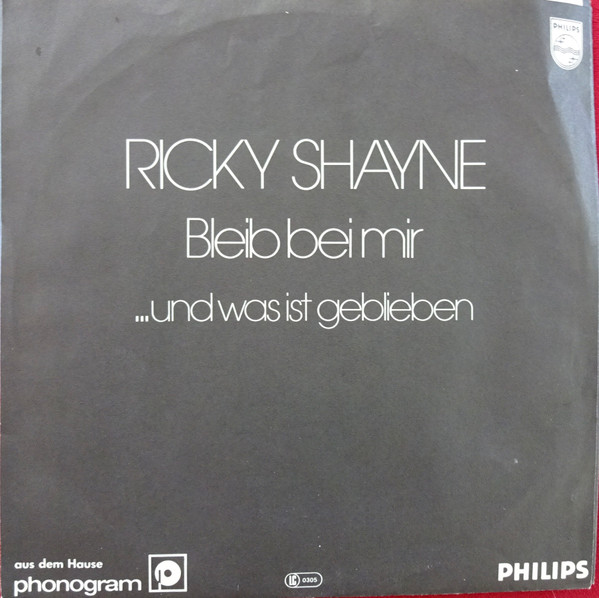 PHILIPS
RICKY SHAYNE
Bleib bei mir
...und was ist geblieben
aus dem Hause
phonogram p
LC 0305
PHILIPS